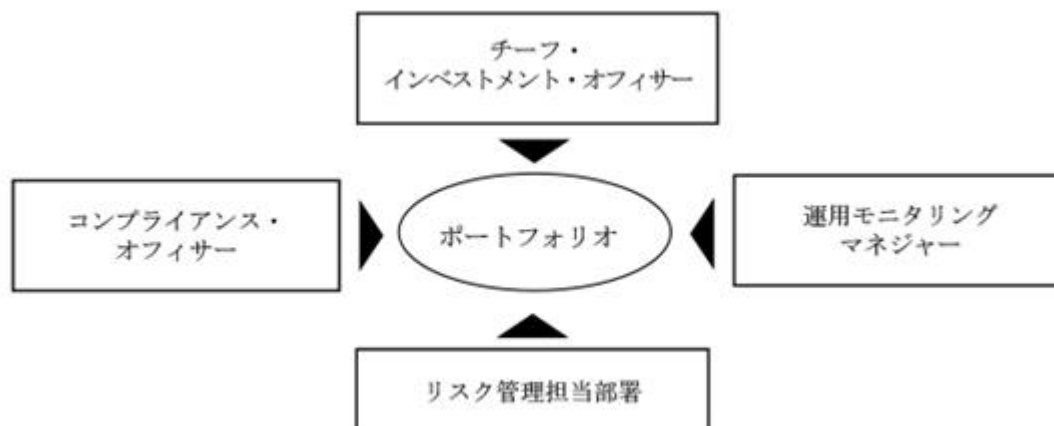 チーフ・
インベストメント・オフィサー
コンプライアンス・
オフィサー
ポートフォリオ
運用モニタリング
マネジャー
リスク管理担当部署